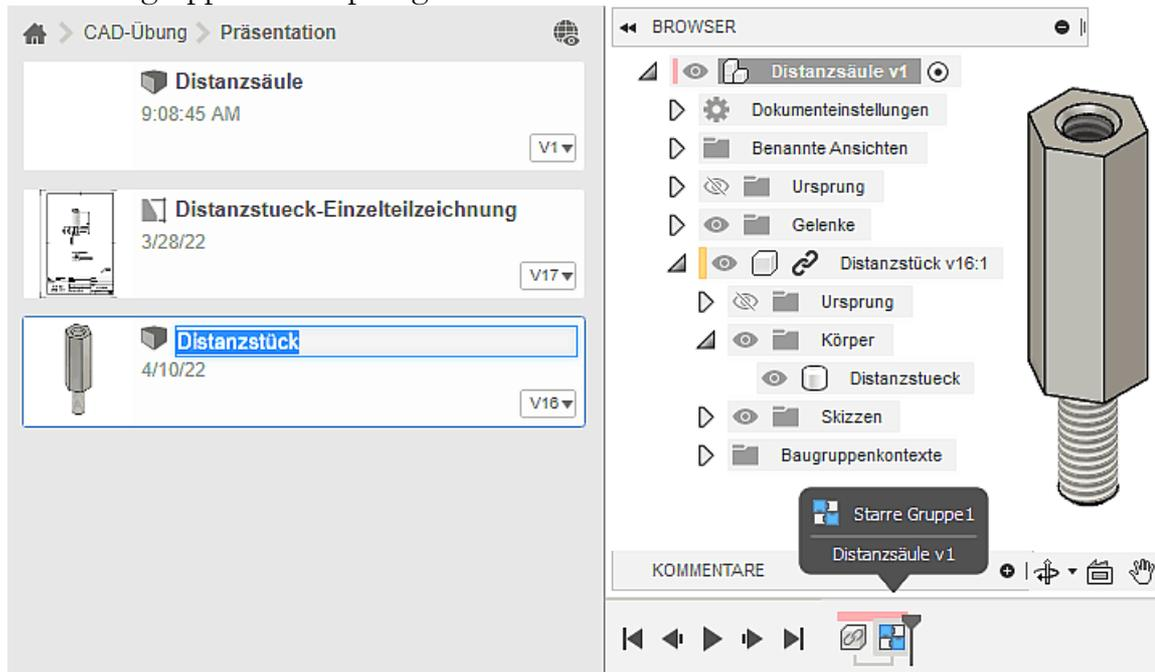 CAD-Übung Präsentation
Distanzsäule
9:08:45 AM
V1
Distanzstueck-Einzelteilzeichnung
3/28/22
V17
Distanzstück
4/10/22
V16
BROWSER
Distanzsäule v1
Dokumenteinstellungen
Benannte Ansichten
Ursprung
Gelenke
Distanzstück v16:1
Ursprung
Körper
Distanzstueck
Skizzen
Baugruppenkontexte
Starre Gruppe1
Distanzsäule v1
KOMMENTARE